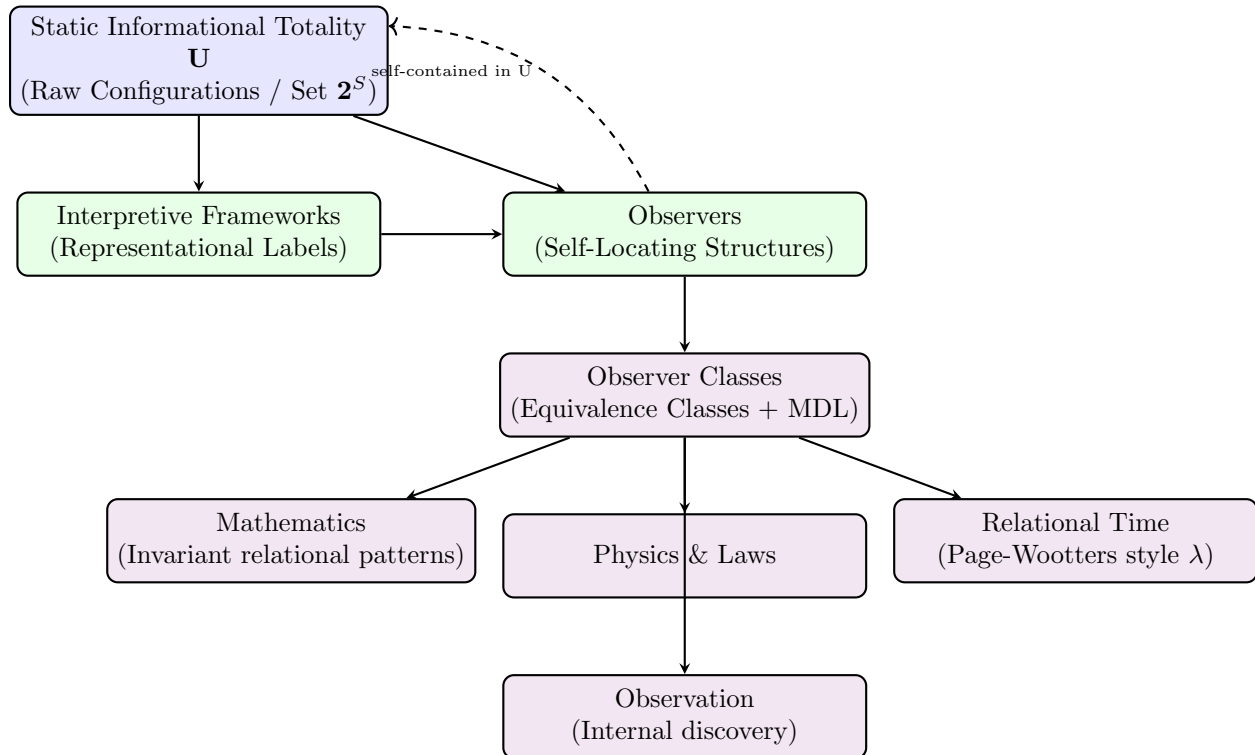 Static Informational Totality
U
(Raw Configurations / Set 2^S)
self-contained in U
Interpretive Frameworks
(Representational Labels)
Observers
(Self-Locating Structures)
Observer Classes
(Equivalence Classes + MDL)
Mathematics
(Invariant relational patterns)
Physics & Laws
Relational Time
(Page-Wootters style λ)
Observation
(Internal discovery)